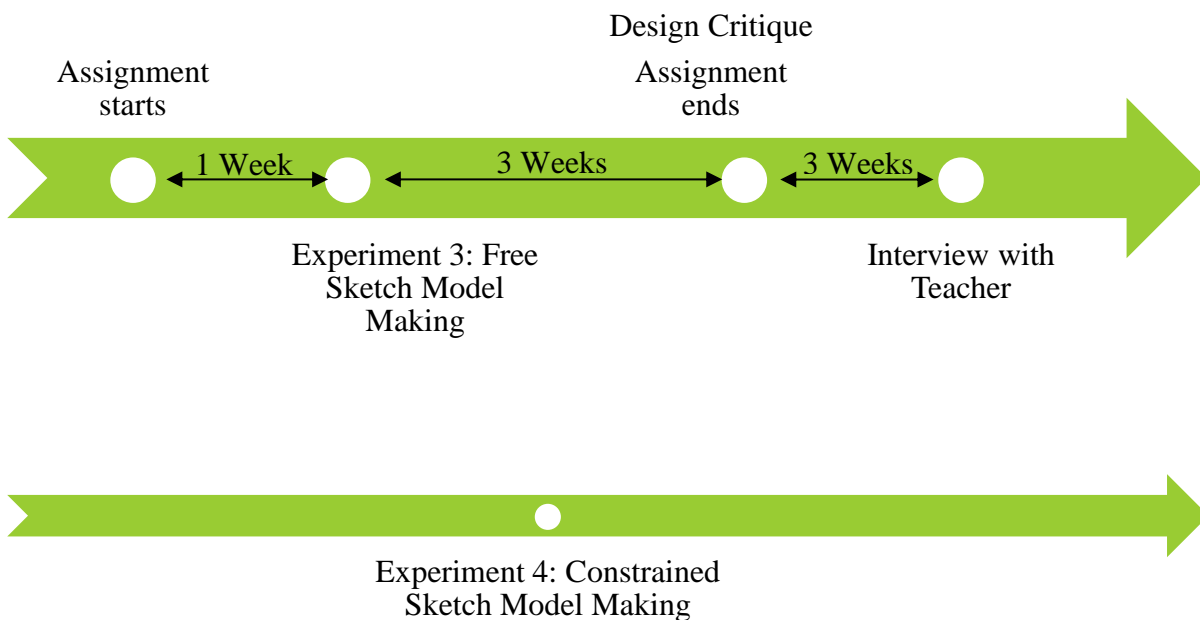 Design Critique
Assignment
starts
Assignment
ends
1 Week
3 Weeks
3 Weeks
Experiment 3: Free
Sketch Model
Making
Interview with
Teacher
Experiment 4: Constrained
Sketch Model Making